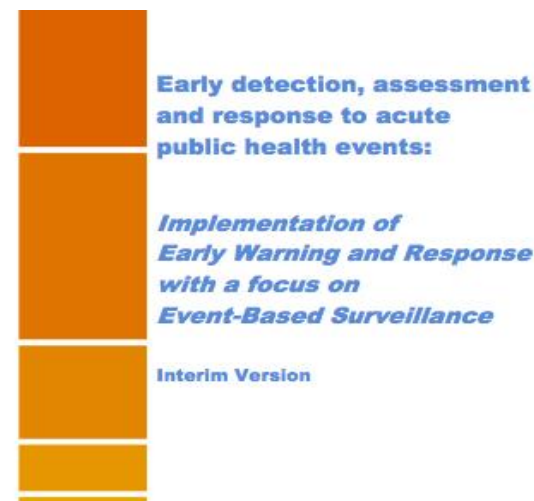 Early detection, assessment
and response to acute
public health events:
Implementation of
Early Warning and Response
with a focus on
Event-Based Surveillance
Interim Version